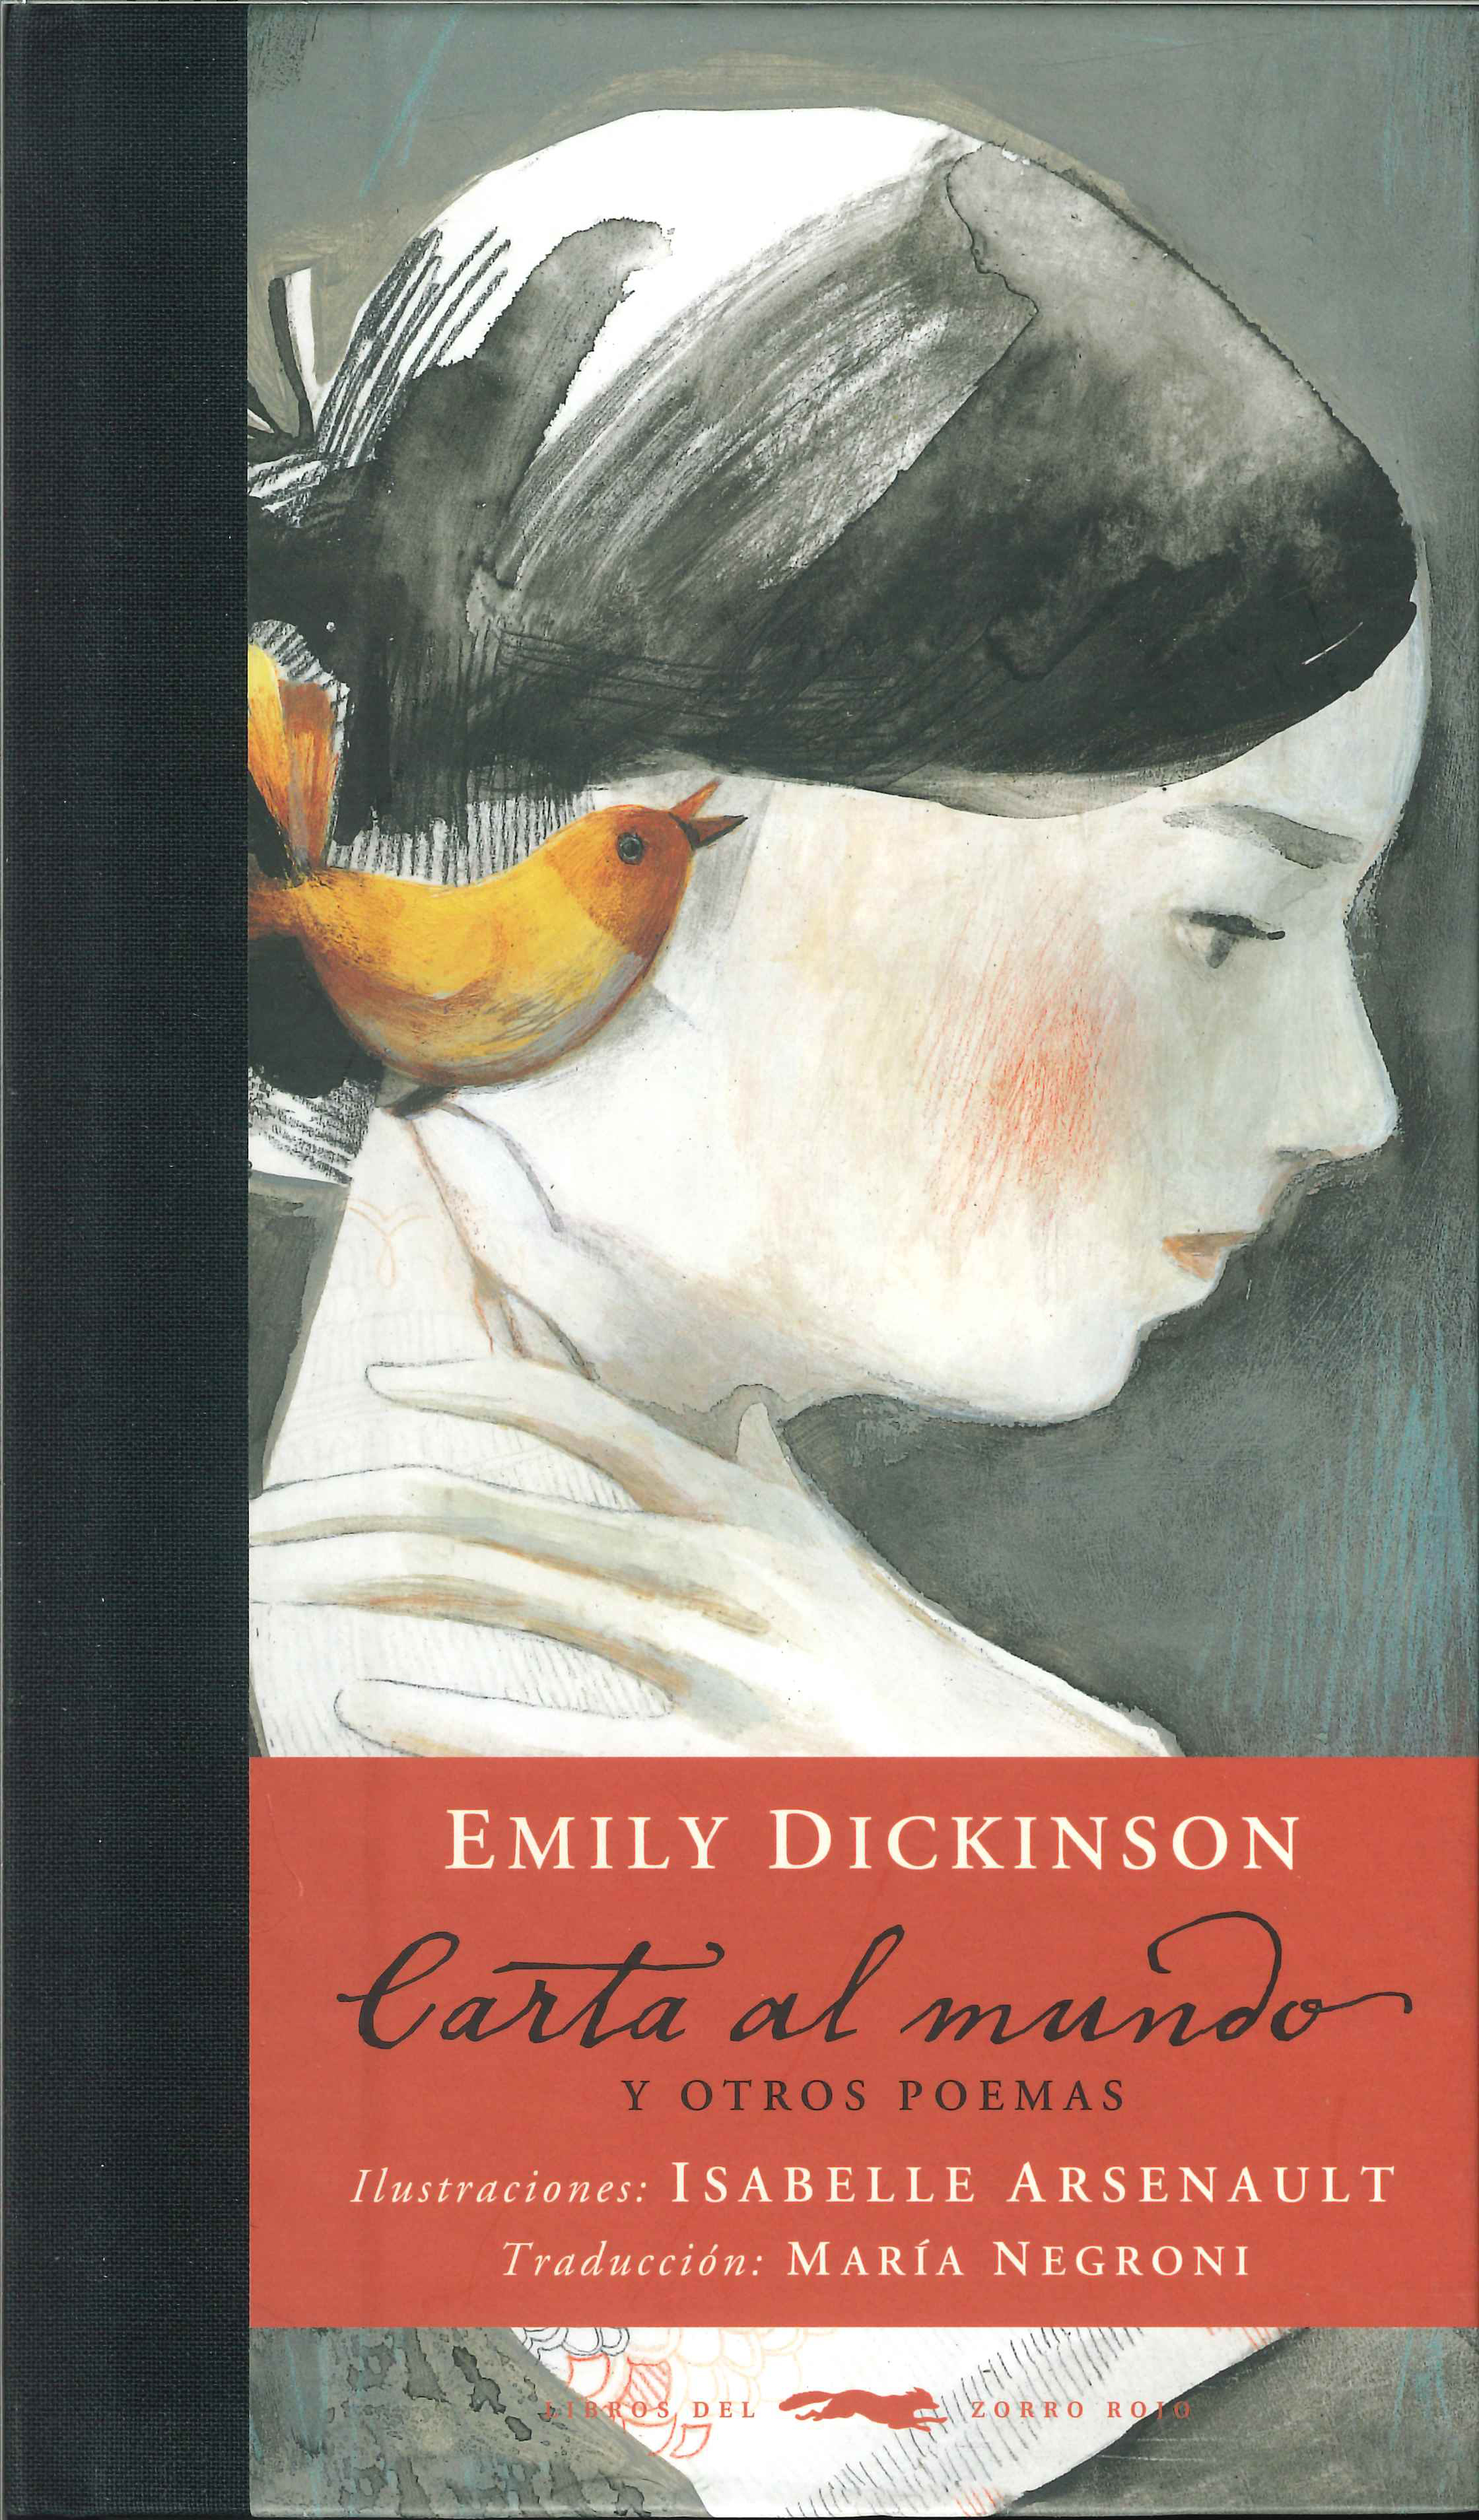 EMILY DICKINSON
Carta al mundo
Y OTROS POEMAS
Ilustraciones: ISABELLE ARSENAULT
Traducción: MARÍA NEGRONI
LIBROS DEL ZORRO ROJO